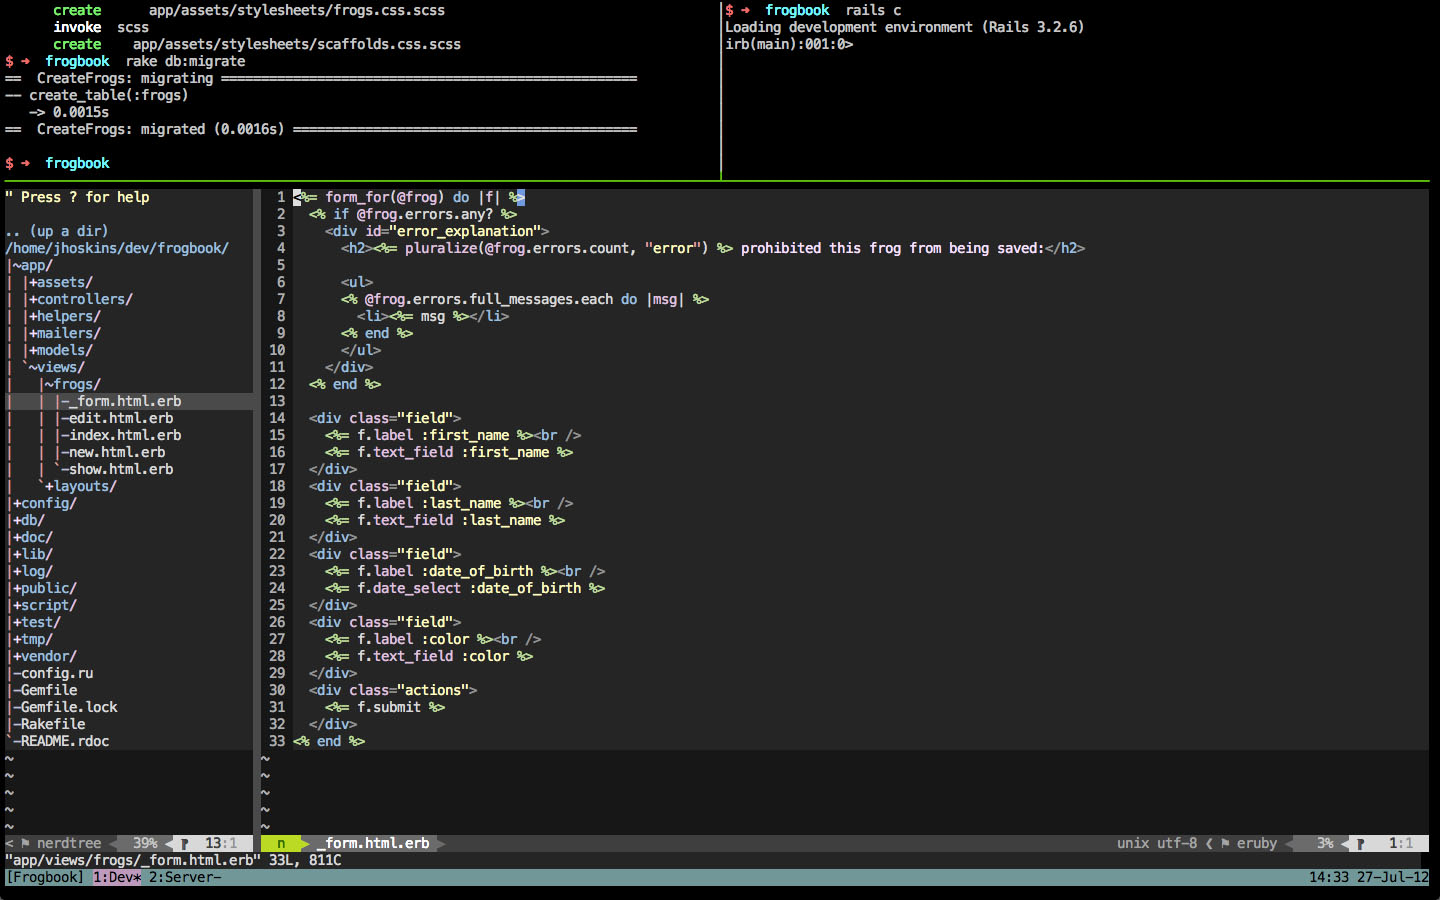 create      app/assets/stylesheets/frogs.css.scss
invoke  scss
create    app/assets/stylesheets/scaffolds.css.scss
$ ➜  frogbook  rake db:migrate
==  CreateFrogs: migrating ====================================================
-- create_table(:frogs)
   -> 0.0015s
==  CreateFrogs: migrated (0.0016s) ===========================================
$ ➜  frogbook
$ ➜  frogbook  rails c
Loading development environment (Rails 3.2.6)
irb(main):001:0>
" Press ? for help
.. (up a dir)
/home/jhoskins/dev/frogbook/
|~app/
| |+assets/
| |+controllers/
| |+helpers/
| |+mailers/
| |+models/
| `~views/
|   |~frogs/
|   | |-_form.html.erb
|   | |-edit.html.erb
|   | |-index.html.erb
|   | |-new.html.erb
|   | `-show.html.erb
|   `+layouts/
|+config/
|+db/
|+doc/
|+lib/
|+log/
|+public/
|+script/
|+test/
|+tmp/
|+vendor/
|-config.ru
|-Gemfile
|-Gemfile.lock
|-Rakefile
`-README.rdoc
~
~
~
~
~
1 <%= form_for(@frog) do |f| %>
2   <% if @frog.errors.any? %>
3     <div id="error_explanation">
4       <h2><%= pluralize(@frog.errors.count, "error") %> prohibited this frog from being saved:</h2>
5
6       <ul>
7       <% @frog.errors.full_messages.each do |msg| %>
8         <li><%= msg %></li>
9       <% end %>
10       </ul>
11     </div>
12   <% end %>
13
14   <div class="field">
15     <%= f.label :first_name %><br />
16     <%= f.text_field :first_name %>
17   </div>
18   <div class="field">
19     <%= f.label :last_name %><br />
20     <%= f.text_field :last_name %>
21   </div>
22   <div class="field">
23     <%= f.label :date_of_birth %><br />
24     <%= f.date_select :date_of_birth %>
25   </div>
26   <div class="field">
27     <%= f.label :color %><br />
28     <%= f.text_field :color %>
29   </div>
30   <div class="actions">
31     <%= f.submit %>
32   </div>
33 <% end %>
~
~
~
~
~
< ⚑ nerdtree  39%  13:1
n  _form.html.erb  unix utf-8 ❮ ⚑ eruby  3%  1:1
"app/views/frogs/_form.html.erb" 33L, 811C
[Frogbook] 1:Dev* 2:Server-  14:33 27-Jul-12